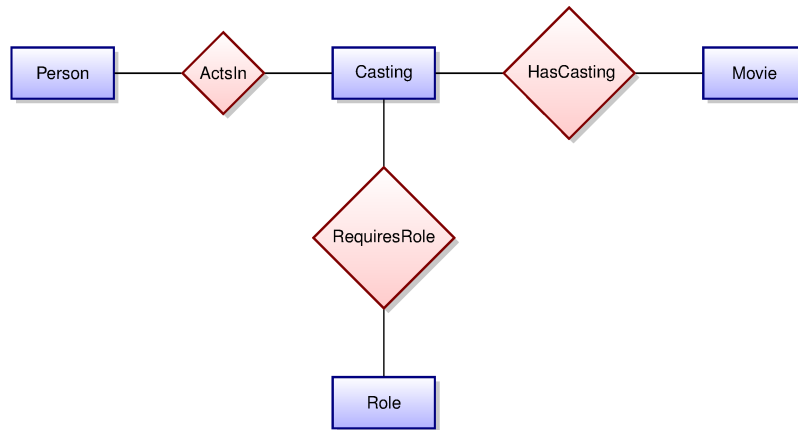 Person
ActsIn
Casting
HasCasting
Movie
RequiresRole
Role